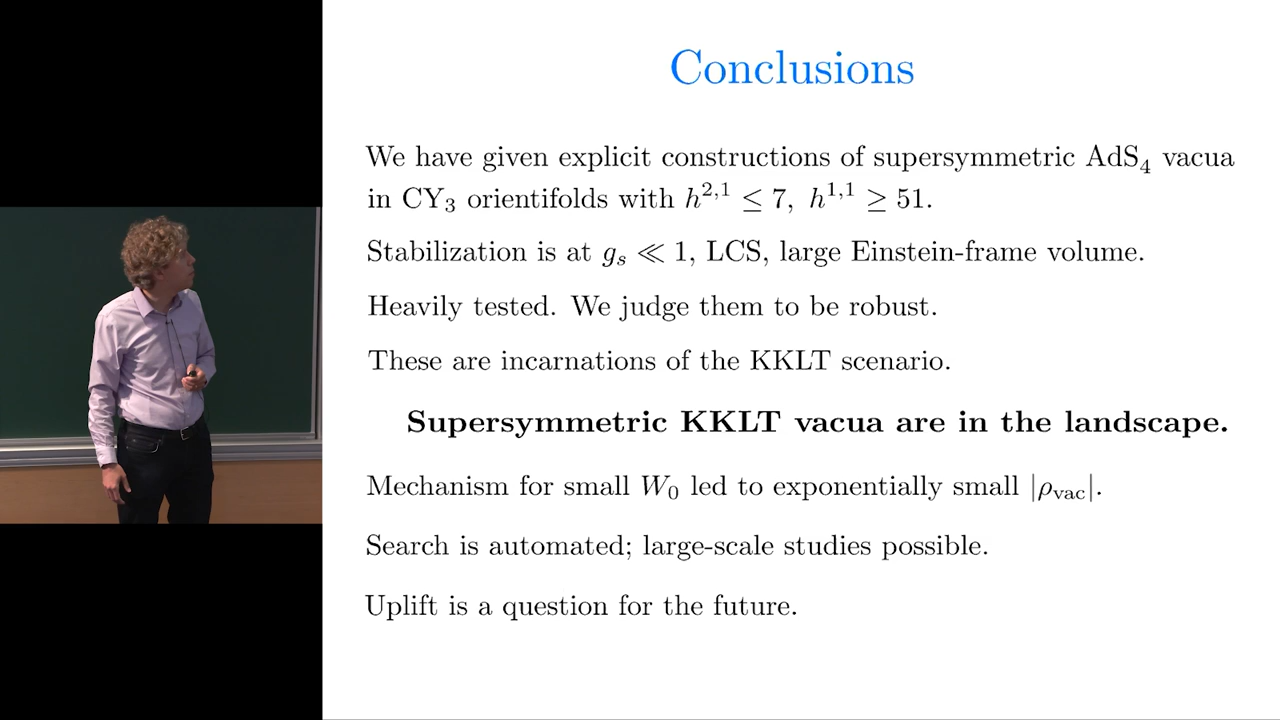 Conclusions
We have given explicit constructions of supersymmetric AdS₄ vacua
in CY₃ orientifolds with h²,¹ ≤ 7, h¹,¹ ≥ 51.
Stabilization is at gₛ ≪ 1, LCS, large Einstein-frame volume.
Heavily tested. We judge them to be robust.
These are incarnations of the KKLT scenario.
Supersymmetric KKLT vacua are in the landscape.
Mechanism for small W₀ led to exponentially small |ρ_vac|.
Search is automated; large-scale studies possible.
Uplift is a question for the future.